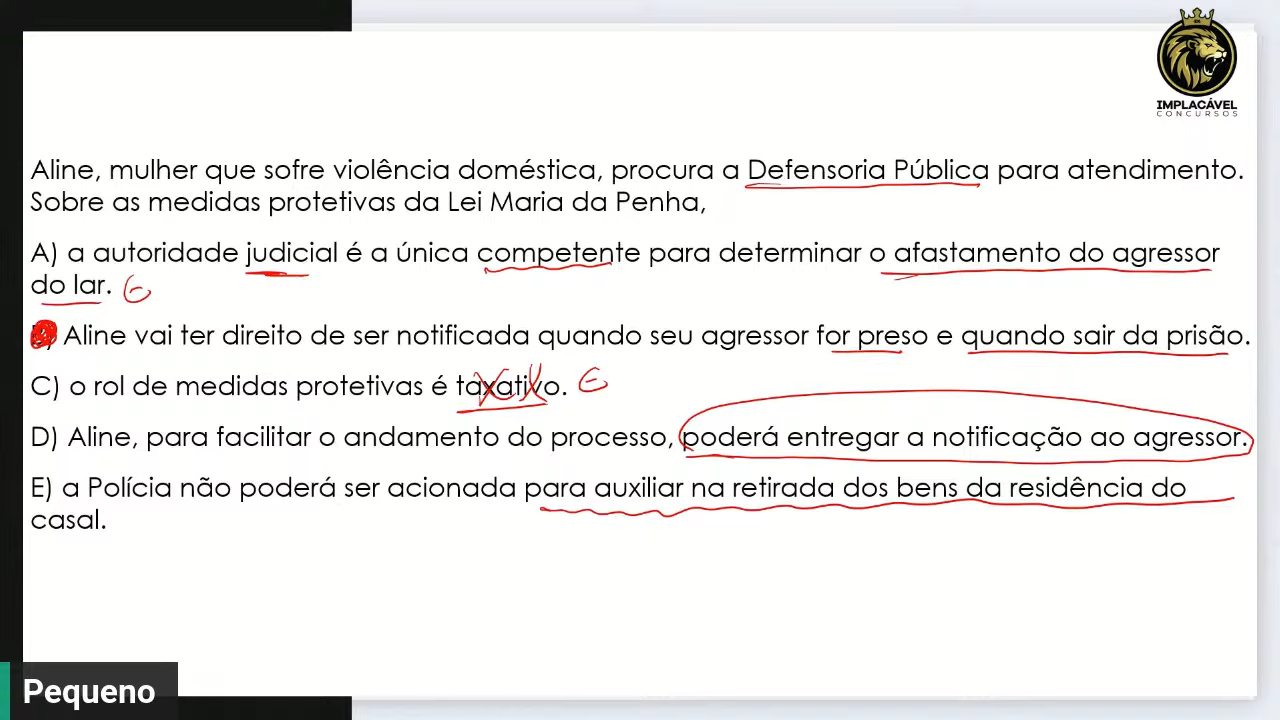 IMPLACÁVEL
CONCURSOS
Aline, mulher que sofre violência doméstica, procura a Defensoria Pública para atendimento.
Sobre as medidas protetivas da Lei Maria da Penha,
A) a autoridade judicial é a única competente para determinar o afastamento do agressor
do lar. E
B) Aline vai ter direito de ser notificada quando seu agressor for preso e quando sair da prisão.
C) o rol de medidas protetivas é taxativo. E
D) Aline, para facilitar o andamento do processo, poderá entregar a notificação ao agressor.
E) a Polícia não poderá ser acionada para auxiliar na retirada dos bens da residência do
casal.
Pequeno